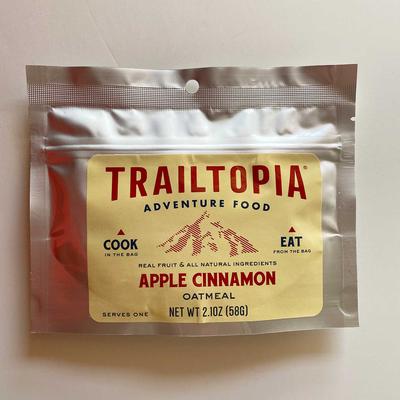 TRAILTOPIA®
ADVENTURE FOOD
COOK
IN THE BAG
EAT
FROM THE BAG
REAL FRUIT & ALL NATURAL INGREDIENTS
APPLE CINNAMON
OATMEAL
SERVES ONE
NET WT 2.1OZ (58G)